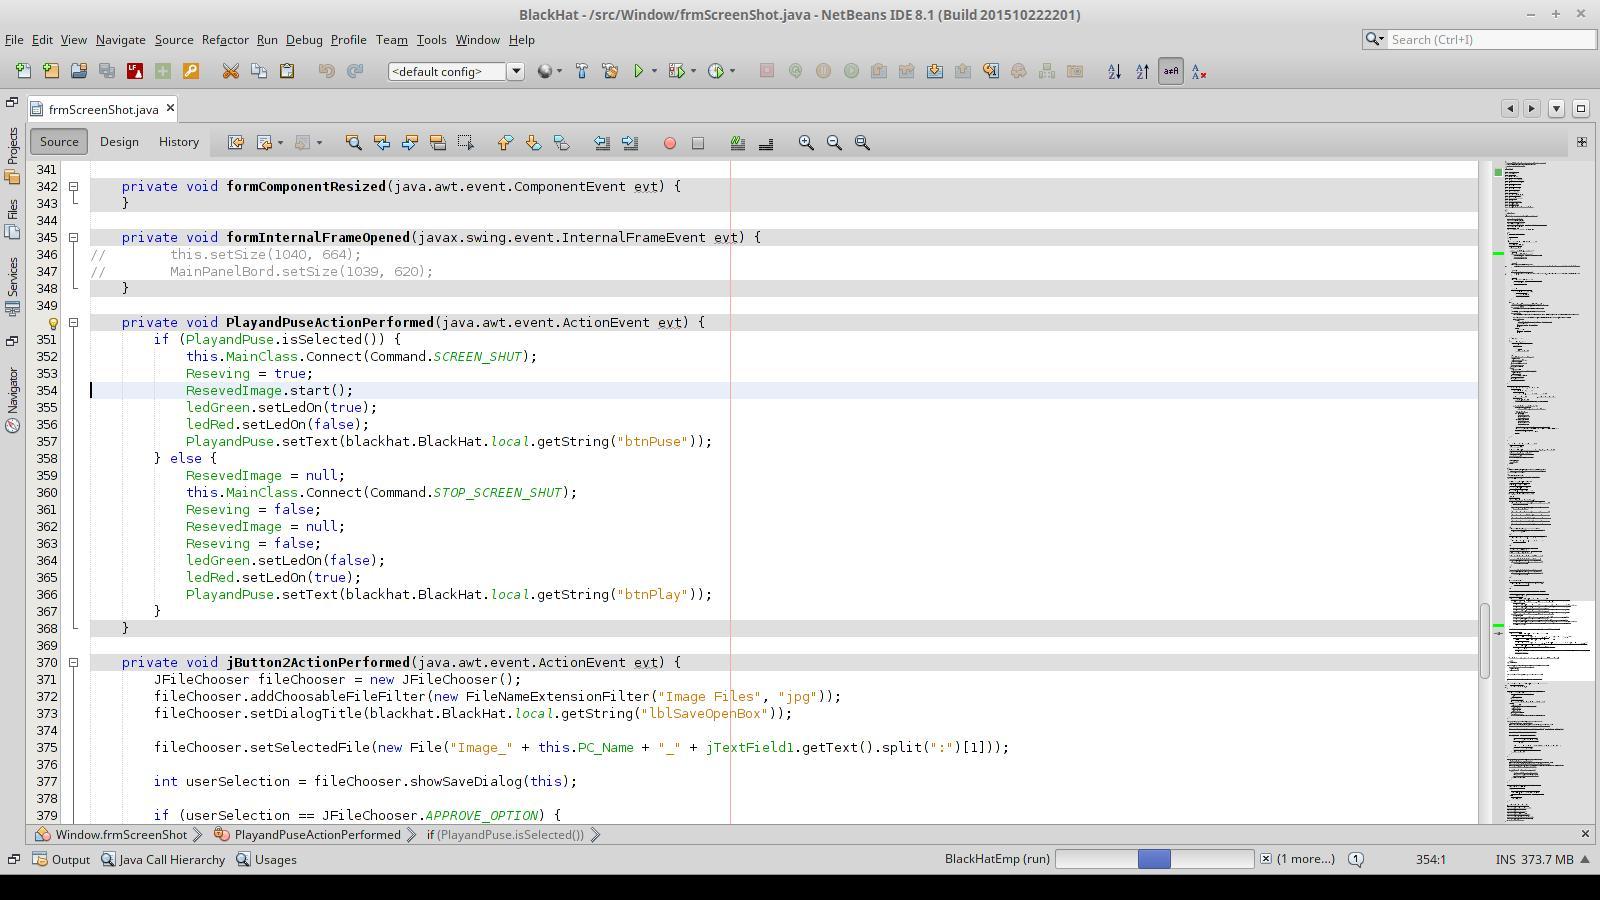 BlackHat - /src/Window/frmScreenShot.java - NetBeans IDE 8.1 (Build 201510222201)
File Edit View Navigate Source Refactor Run Debug Profile Team Tools Window Help
Search (Ctrl+I)
<default config>
frmScreenShot.java
Source Design History
Projects
Files
Services
Navigator
341
342 private void formComponentResized(java.awt.event.ComponentEvent evt) {
343 }
344
345 private void formInternalFrameOpened(javax.swing.event.InternalFrameEvent evt) {
346 // this.setSize(1040, 664);
347 // MainPanelBord.setSize(1039, 620);
348 }
349
private void PlayandPuseActionPerformed(java.awt.event.ActionEvent evt) {
351 if (PlayandPuse.isSelected()) {
352 this.MainClass.Connect(Command.SCREEN_SHUT);
353 Reseving = true;
354 ResevedImage.start();
355 ledGreen.setLedOn(true);
356 ledRed.setLedOn(false);
357 PlayandPuse.setText(blackhat.BlackHat.local.getString("btnPuse"));
358 } else {
359 ResevedImage = null;
360 this.MainClass.Connect(Command.STOP_SCREEN_SHUT);
361 Reseving = false;
362 ResevedImage = null;
363 Reseving = false;
364 ledGreen.setLedOn(false);
365 ledRed.setLedOn(true);
366 PlayandPuse.setText(blackhat.BlackHat.local.getString("btnPlay"));
367 }
368 }
369
370 private void jButton2ActionPerformed(java.awt.event.ActionEvent evt) {
371 JFileChooser fileChooser = new JFileChooser();
372 fileChooser.addChoosableFileFilter(new FileNameExtensionFilter("Image Files", "jpg"));
373 fileChooser.setDialogTitle(blackhat.BlackHat.local.getString("lblSaveOpenBox"));
374
375 fileChooser.setSelectedFile(new File("Image_" + this.PC_Name + "_" + jTextField1.getText().split(":")[1]));
376
377 int userSelection = fileChooser.showSaveDialog(this);
378
379 if (userSelection == JFileChooser.APPROVE_OPTION) {
Window.frmScreenShot PlayandPuseActionPerformed if (PlayandPuse.isSelected())
Output Java Call Hierarchy Usages BlackHatEmp (run) (1 more...) 1 354:1 INS 373.7 MB